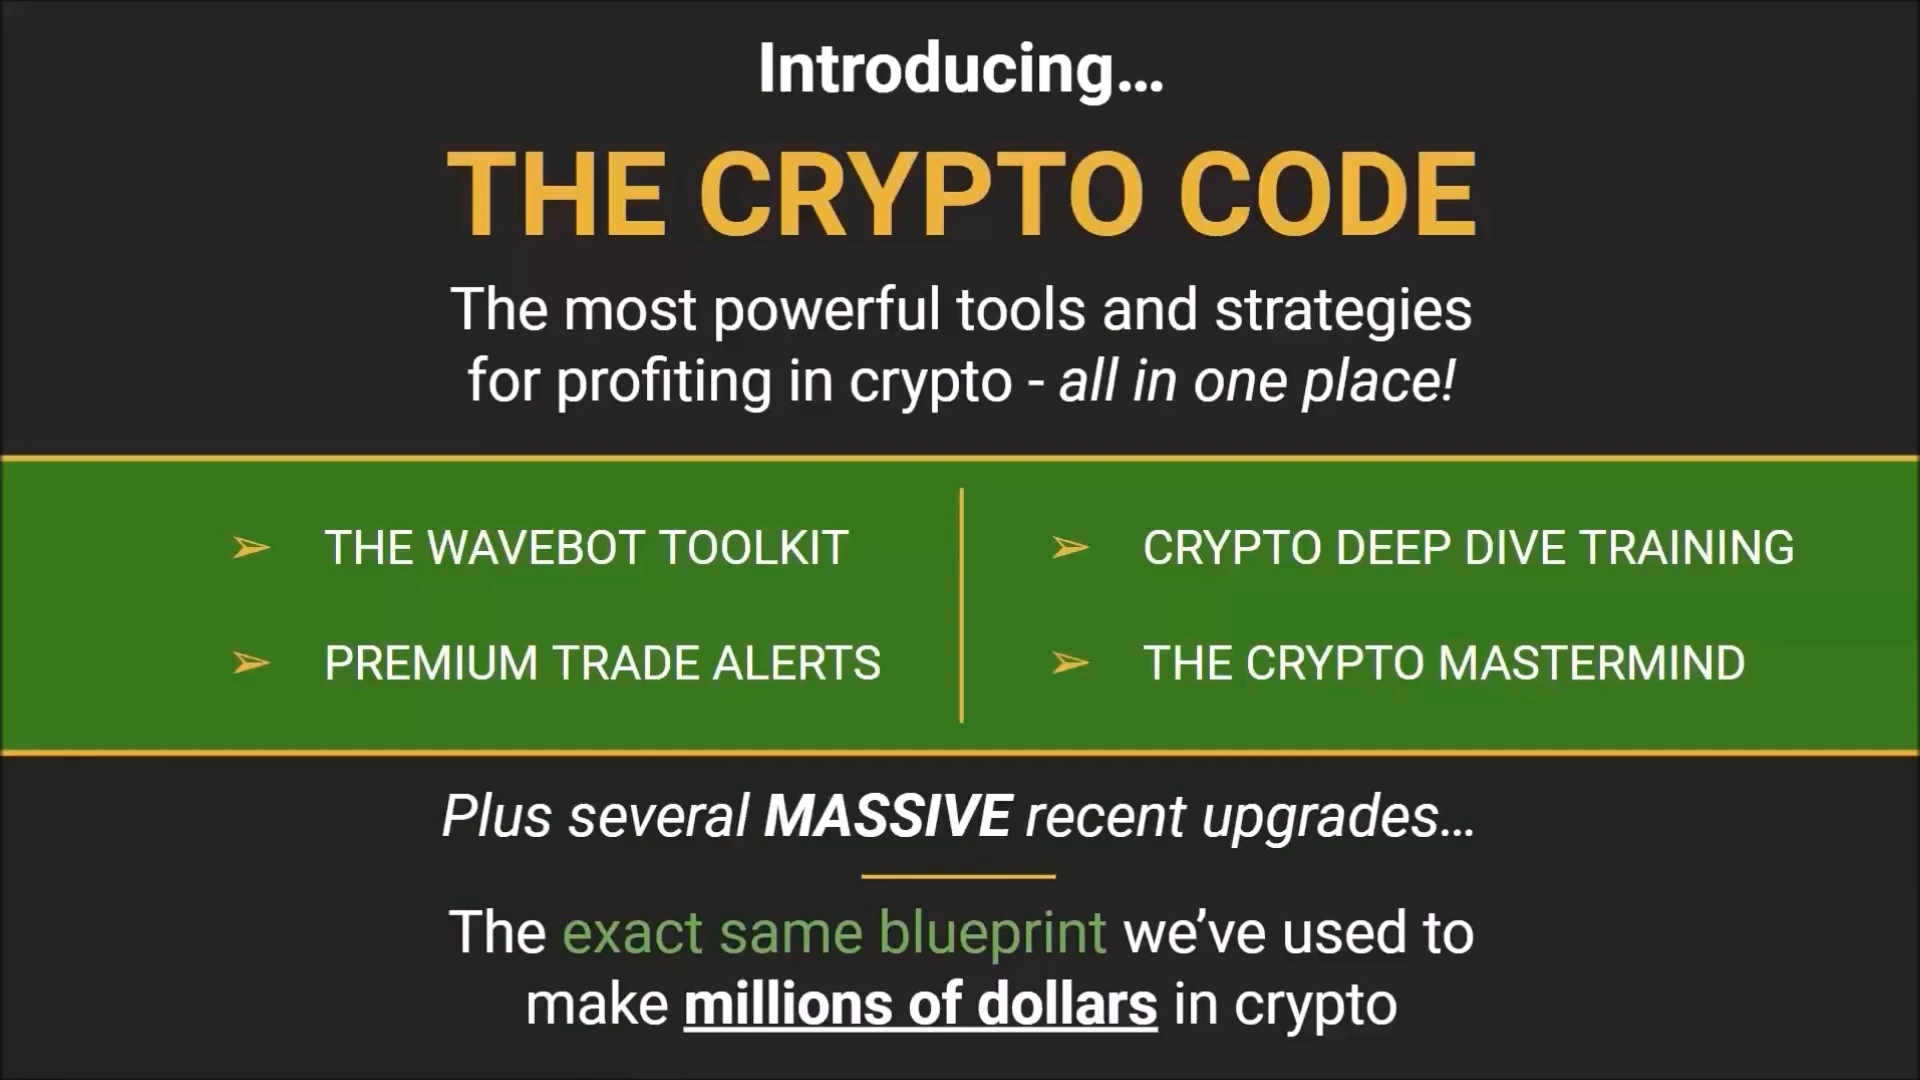 Introducing...
THE CRYPTO CODE
The most powerful tools and strategies
for profiting in crypto - all in one place!
➢ THE WAVEBOT TOOLKIT
➢ PREMIUM TRADE ALERTS
➢ CRYPTO DEEP DIVE TRAINING
➢ THE CRYPTO MASTERMIND
Plus several MASSIVE recent upgrades...
The exact same blueprint we’ve used to
make millions of dollars in crypto